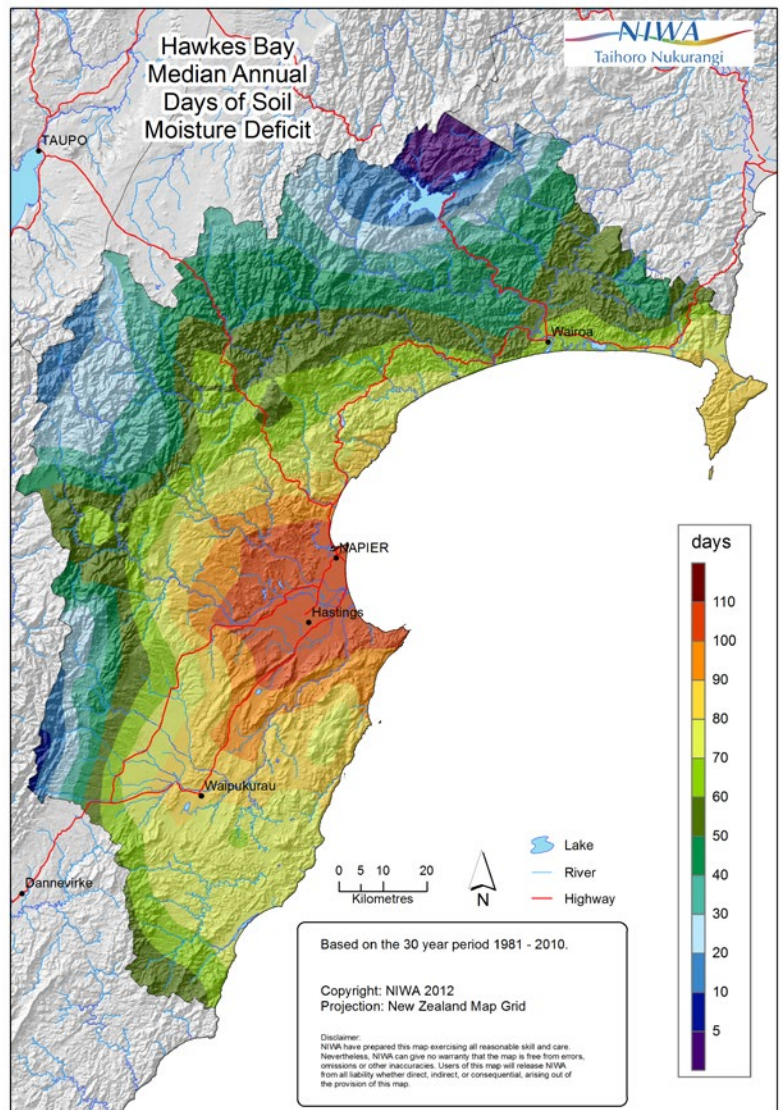 Hawkes Bay
Median Annual
Days of Soil
Moisture Deficit
NIWA
Taihoro Nukurangi
TAUPO
Wairoa
NAPIER
Hastings
Waipukurau
Dannevirke
days
110
100
90
80
70
60
50
40
30
20
10
5
Lake
River
Highway
0 5 10 20
Kilometres
N
Based on the 30 year period 1981 - 2010.
Copyright: NIWA 2012
Projection: New Zealand Map Grid
Disclaimer:
NIWA have prepared this map exercising all reasonable skill and care.
Nevertheless, NIWA can give no warranty that the map is free from errors,
omissions or other inaccuracies. Users of this map will release NIWA
from all liability whether direct, indirect, or consequential, arising out of
the provision of this map.